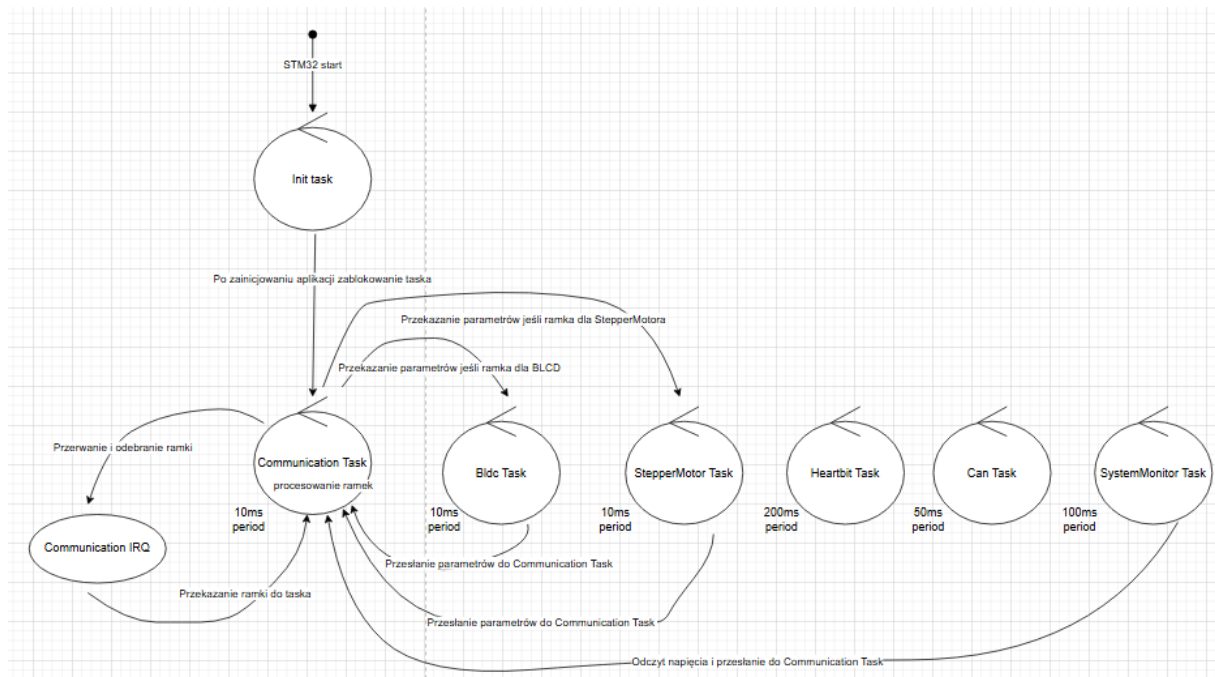 STM32 start
Init task
Po zainicjowaniu aplikacji zablokowanie taska
Przekazanie parametrów jeśli ramka dla StepperMotora
Przekazanie parametrów jeśli ramka dla BLCD
Przerwanie i odebranie ramki
Communication Task
procesowanie ramek
Bldc Task
StepperMotor Task
Heartbit Task
Can Task
SystemMonitor Task
10ms
period
10ms
period
10ms
period
200ms
period
50ms
period
100ms
period
Communication IRQ
Przesłanie parametrów do Communication Task
Przekazanie ramki do taska
Przesłanie parametrów do Communication Task
Odczyt napięcia i przesłanie do Communication Task